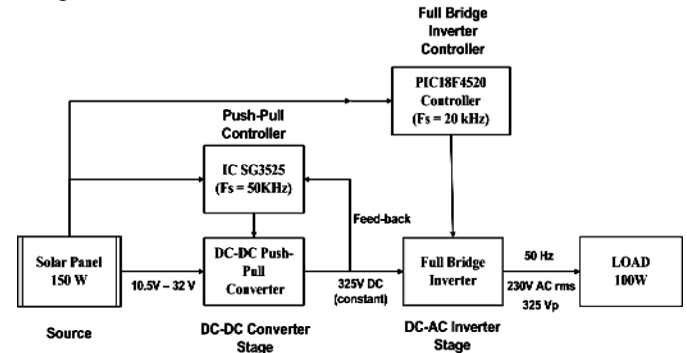 Full Bridge
Inverter
Controller
PIC18F4520
Controller
(Fs = 20 kHz)
Push-Pull
Controller
IC SG3525
(Fs = 50KHz)
Feed-back
Solar Panel
150 W
10.5V – 32 V
DC-DC Push-
Pull
Converter
325V DC
(constant)
Full Bridge
Inverter
50 Hz
230V AC rms
325 Vp
LOAD
100W
Source
DC-DC Converter
Stage
DC-AC Inverter
Stage